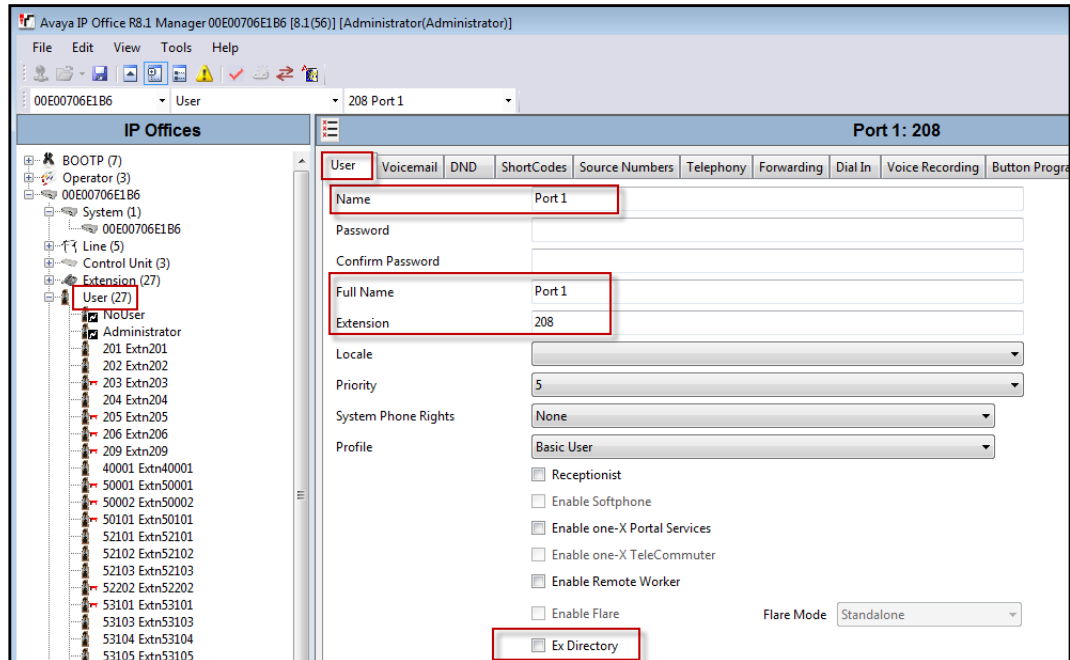 Avaya IP Office R8.1 Manager 00E00706E1B6 [8.1(56)] [Administrator(Administrator)]
File Edit View Tools Help
00E00706E1B6 User 208 Port 1
IP Offices
BOOTP (7)
Operator (3)
00E00706E1B6
System (1)
00E00706E1B6
Line (5)
Control Unit (3)
Extension (27)
User (27)
NoUser
Administrator
201 Extn201
202 Extn202
203 Extn203
204 Extn204
205 Extn205
206 Extn206
209 Extn209
40001 Extn40001
50001 Extn50001
50002 Extn50002
50101 Extn50101
52101 Extn52101
52102 Extn52102
52103 Extn52103
52202 Extn52202
53101 Extn53101
53103 Extn53103
53104 Extn53104
53105 Extn53105
Port 1: 208
User Voicemail DND ShortCodes Source Numbers Telephony Forwarding Dial In Voice Recording Button Progra
Name Port 1
Password
Confirm Password
Full Name Port 1
Extension 208
Locale
Priority 5
System Phone Rights None
Profile Basic User
Receptionist
Enable Softphone
Enable one-X Portal Services
Enable one-X TeleCommuter
Enable Remote Worker
Enable Flare Flare Mode Standalone
Ex Directory